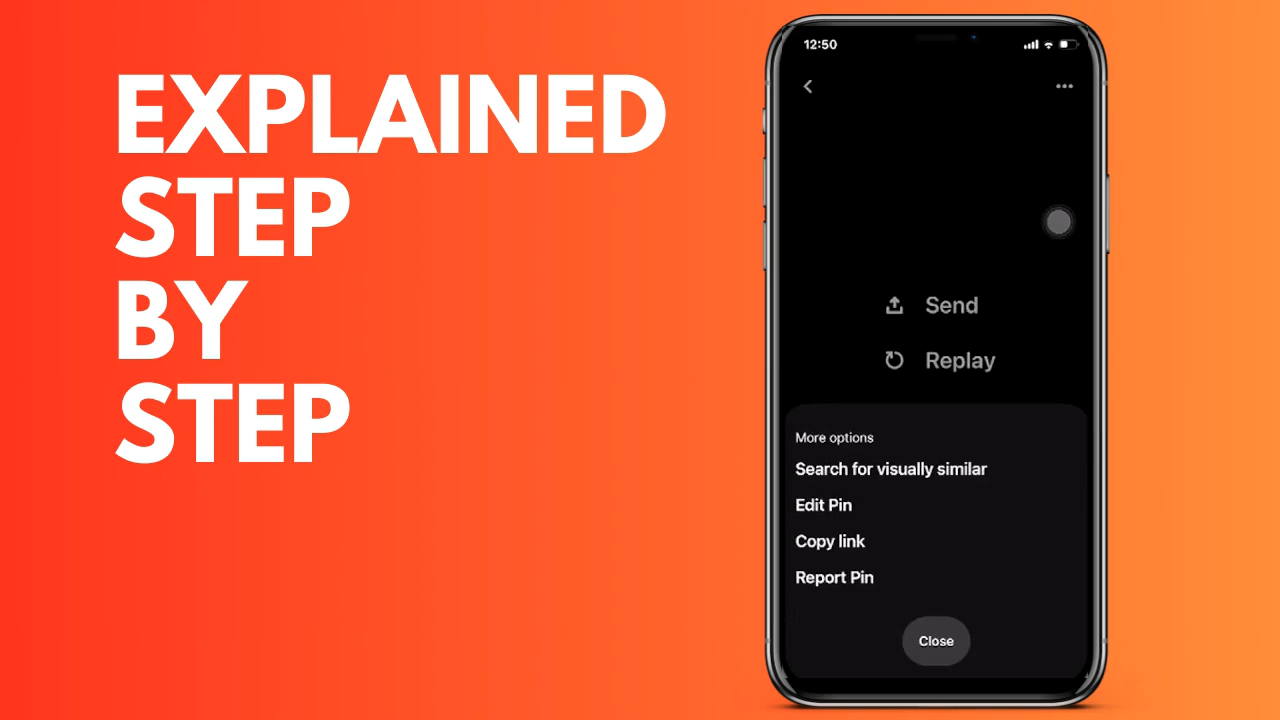 EXPLAINED
STEP
BY
STEP
12:50
Send
Replay
More options
Search for visually similar
Edit Pin
Copy link
Report Pin
Close